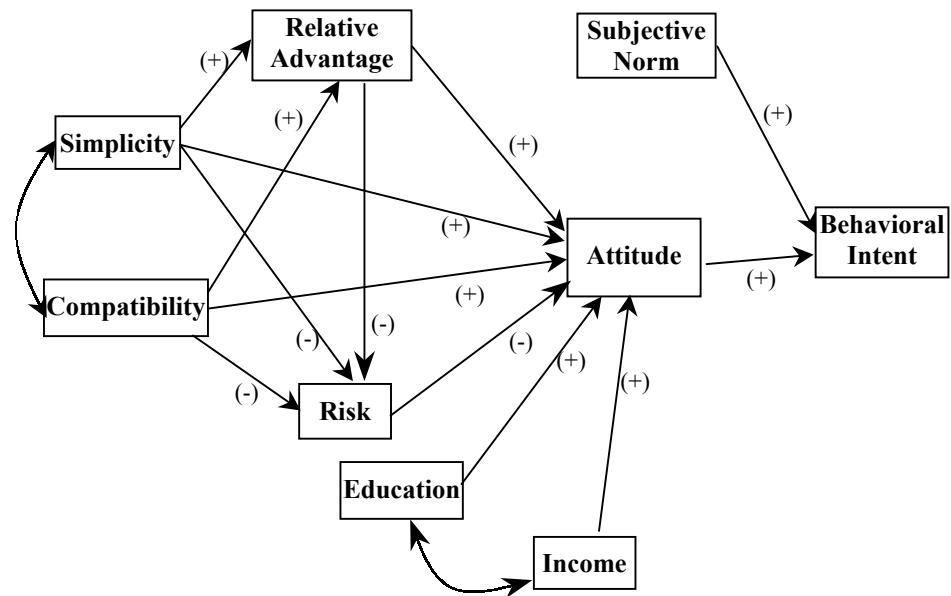 Relative
Advantage
Subjective
Norm
(+)
(+)
(+)
(+)
Simplicity
(+)
Behavioral
Intent
Attitude
(+)
Compatibility
(+)
(-)
(-)
(-)
(-)
(+)
(+)
Risk
Education
Income